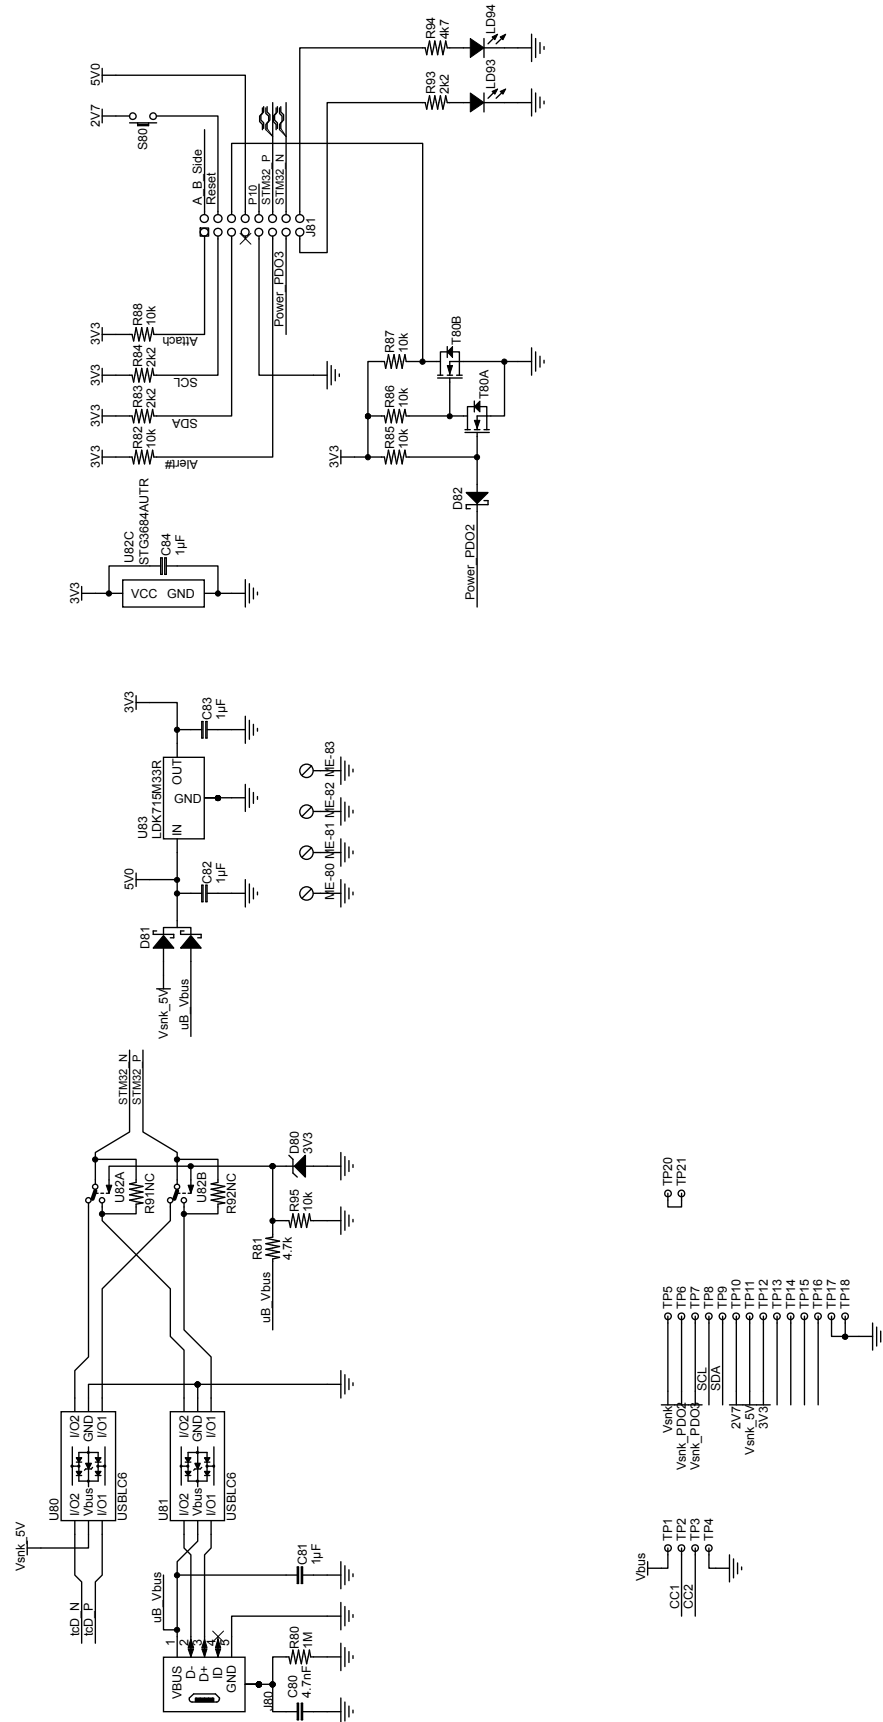 R94
4k7
LD94
R93
2k2
LD93
5V0
2V7
S80
A_B_Side
Reset
P10
STM32_P
STM32_N
J81
Power_PDO3
3V3
R88
10k
Attach
3V3
R84
2k2
SCL
3V3
R83
2k2
SDA
3V3
R82
10k
Alert#
R87
10k
T80B
R86
10k
T80A
R85
10k
3V3
D82
Power_PDO2
U82C
STG3684AUTR
C84
1µF
3V3
VCC
GND
3V3
C83
1µF
U83
LDK715M33R
OUT
GND
IN
5V0
C82
1µF
D81
Vsnk_5V
uB_Vbus
ME-83
ME-82
ME-81
ME-80
STM32_N
STM32_P
U82A
R91NC
U82B
R92NC
D80
3V3
R95
10k
R81
4.7k
uB_Vbus
U80
I/O2
GND
I/O1
I/O2
Vbus
I/O1
USBLC6
U81
I/O2
GND
I/O1
I/O2
Vbus
I/O1
USBLC6
Vsnk_5V
tcD_N
tcD_P
uB_Vbus
C81
1µF
1
2
3
4
5
VBUS
D-
D+
ID
GND
J80
R80
1M
C80
4.7nF
TP20
TP21
TP5
TP6
TP7
TP8
TP9
TP10
TP11
TP12
TP13
TP14
TP15
TP16
TP17
TP18
Vsnk
Vsnk_PDO2
Vsnk_PDO3
SCL
SDA
2V7
Vsnk_5V
3V3
Vbus
TP1
TP2
TP3
TP4
CC1
CC2